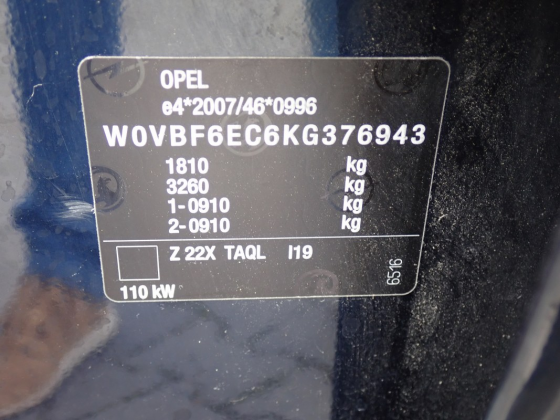 OPEL
e4*2007/46*0996
W0VBF6EC6KG376943
1810 kg
3260 kg
1-0910 kg
2-0910 kg
Z 22X TAQL I19
6516
110 kW